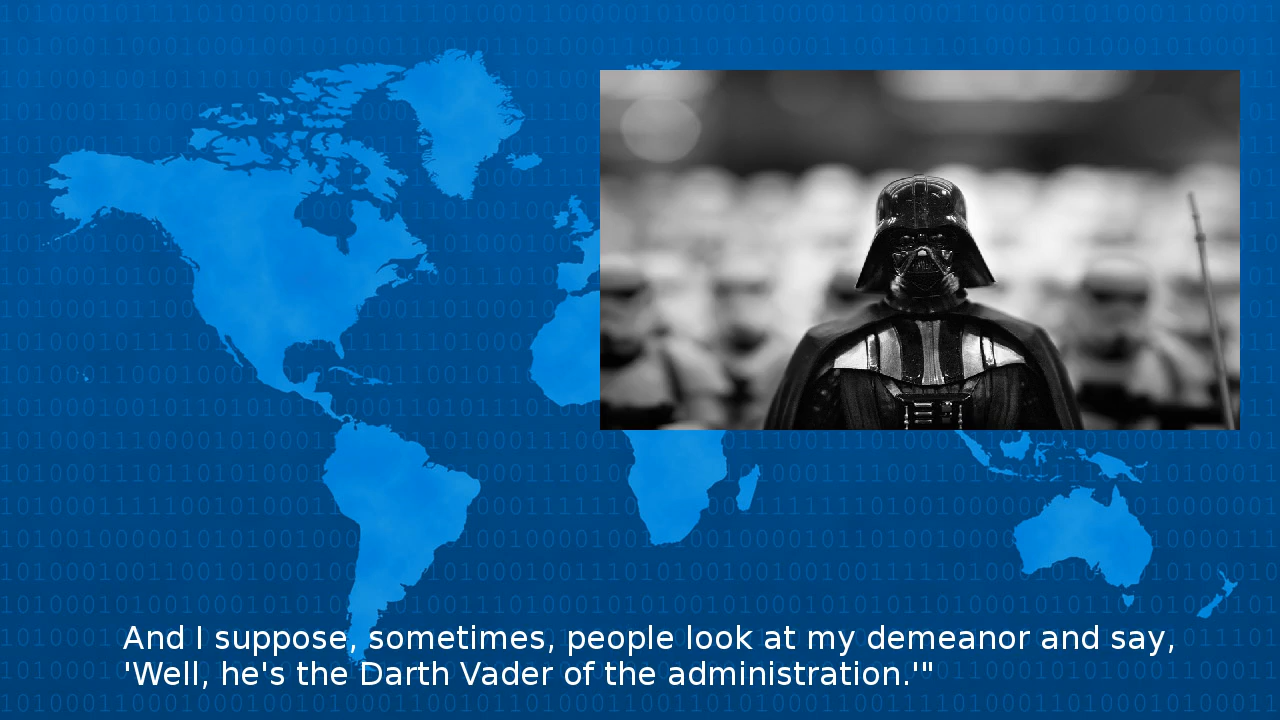 And I suppose, sometimes, people look at my demeanor and say,
'Well, he's the Darth Vader of the administration.'"